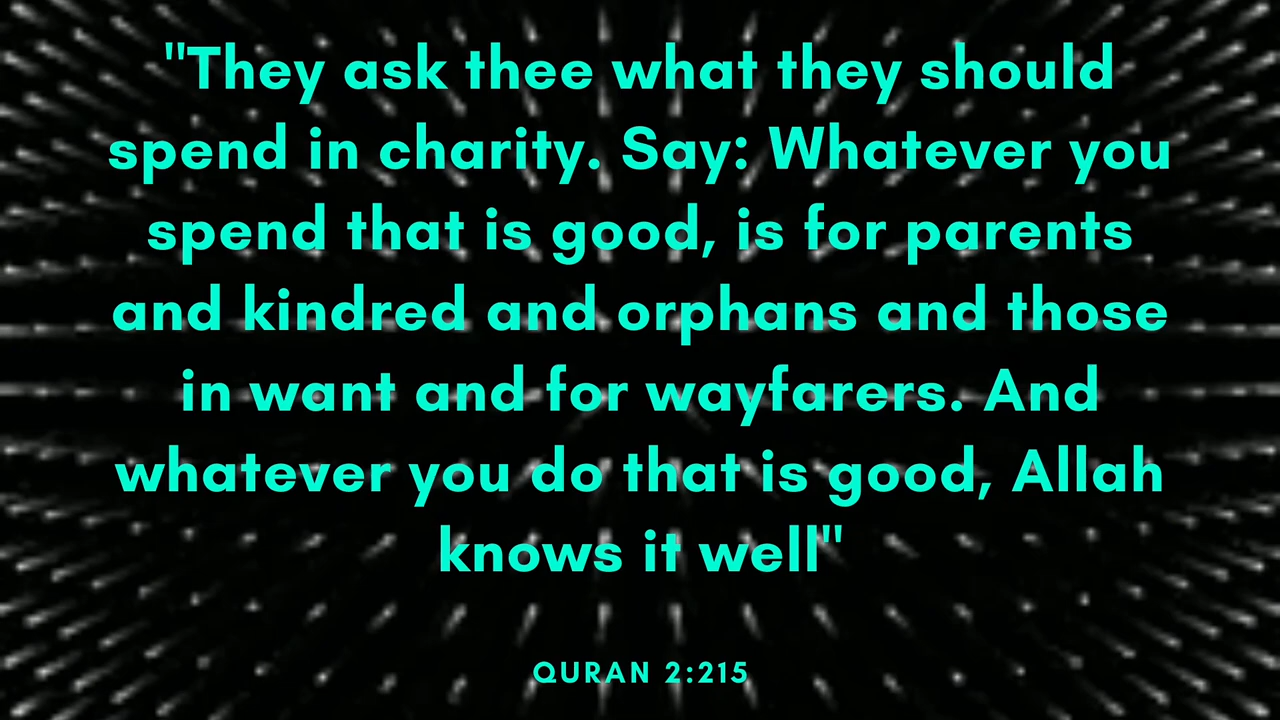 "They ask thee what they should
spend in charity. Say: Whatever you
spend that is good, is for parents
and kindred and orphans and those
in want and for wayfarers. And
whatever you do that is good, Allah
knows it well"
QURAN 2:215